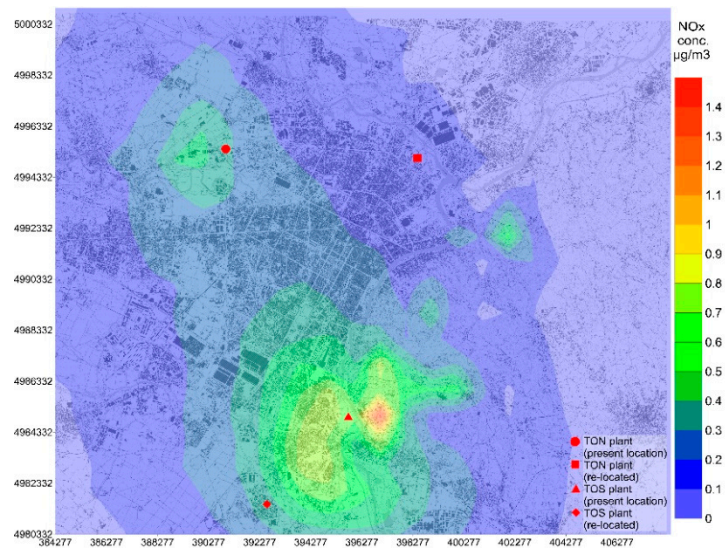 5000332
4998332
4996332
4994332
4992332
4990332
4988332
4986332
4984332
4982332
4980332
384277 386277 388277 390277 392277 394277 396277 398277 400277 402277 404277 406277
NOx
conc.
µg/m3
1.4
1.3
1.2
1.1
1
0.9
0.8
0.7
0.6
0.5
0.4
0.3
0.2
0.1
0
TON plant
(present location)
TON plant
(re-located)
TOS plant
(present location)
TOS plant
(re-located)